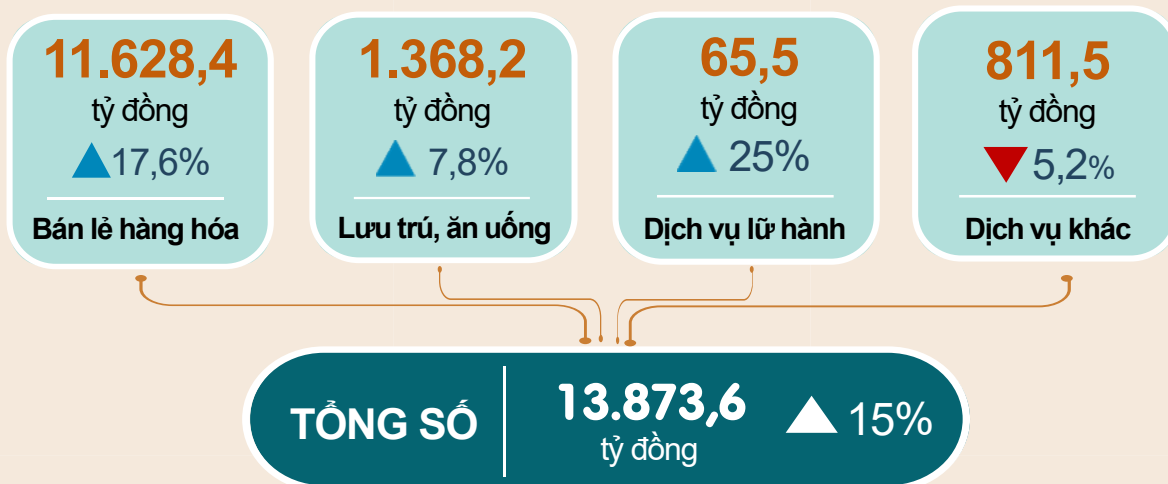 11.628,4
tỷ đồng
▲17,6%
Bán lẻ hàng hóa
1.368,2
tỷ đồng
▲ 7,8%
Lưu trú, ăn uống
65,5
tỷ đồng
▲ 25%
Dịch vụ lữ hành
811,5
tỷ đồng
▼ 5,2%
Dịch vụ khác
TỔNG SỐ
13.873,6
tỷ đồng
▲ 15%